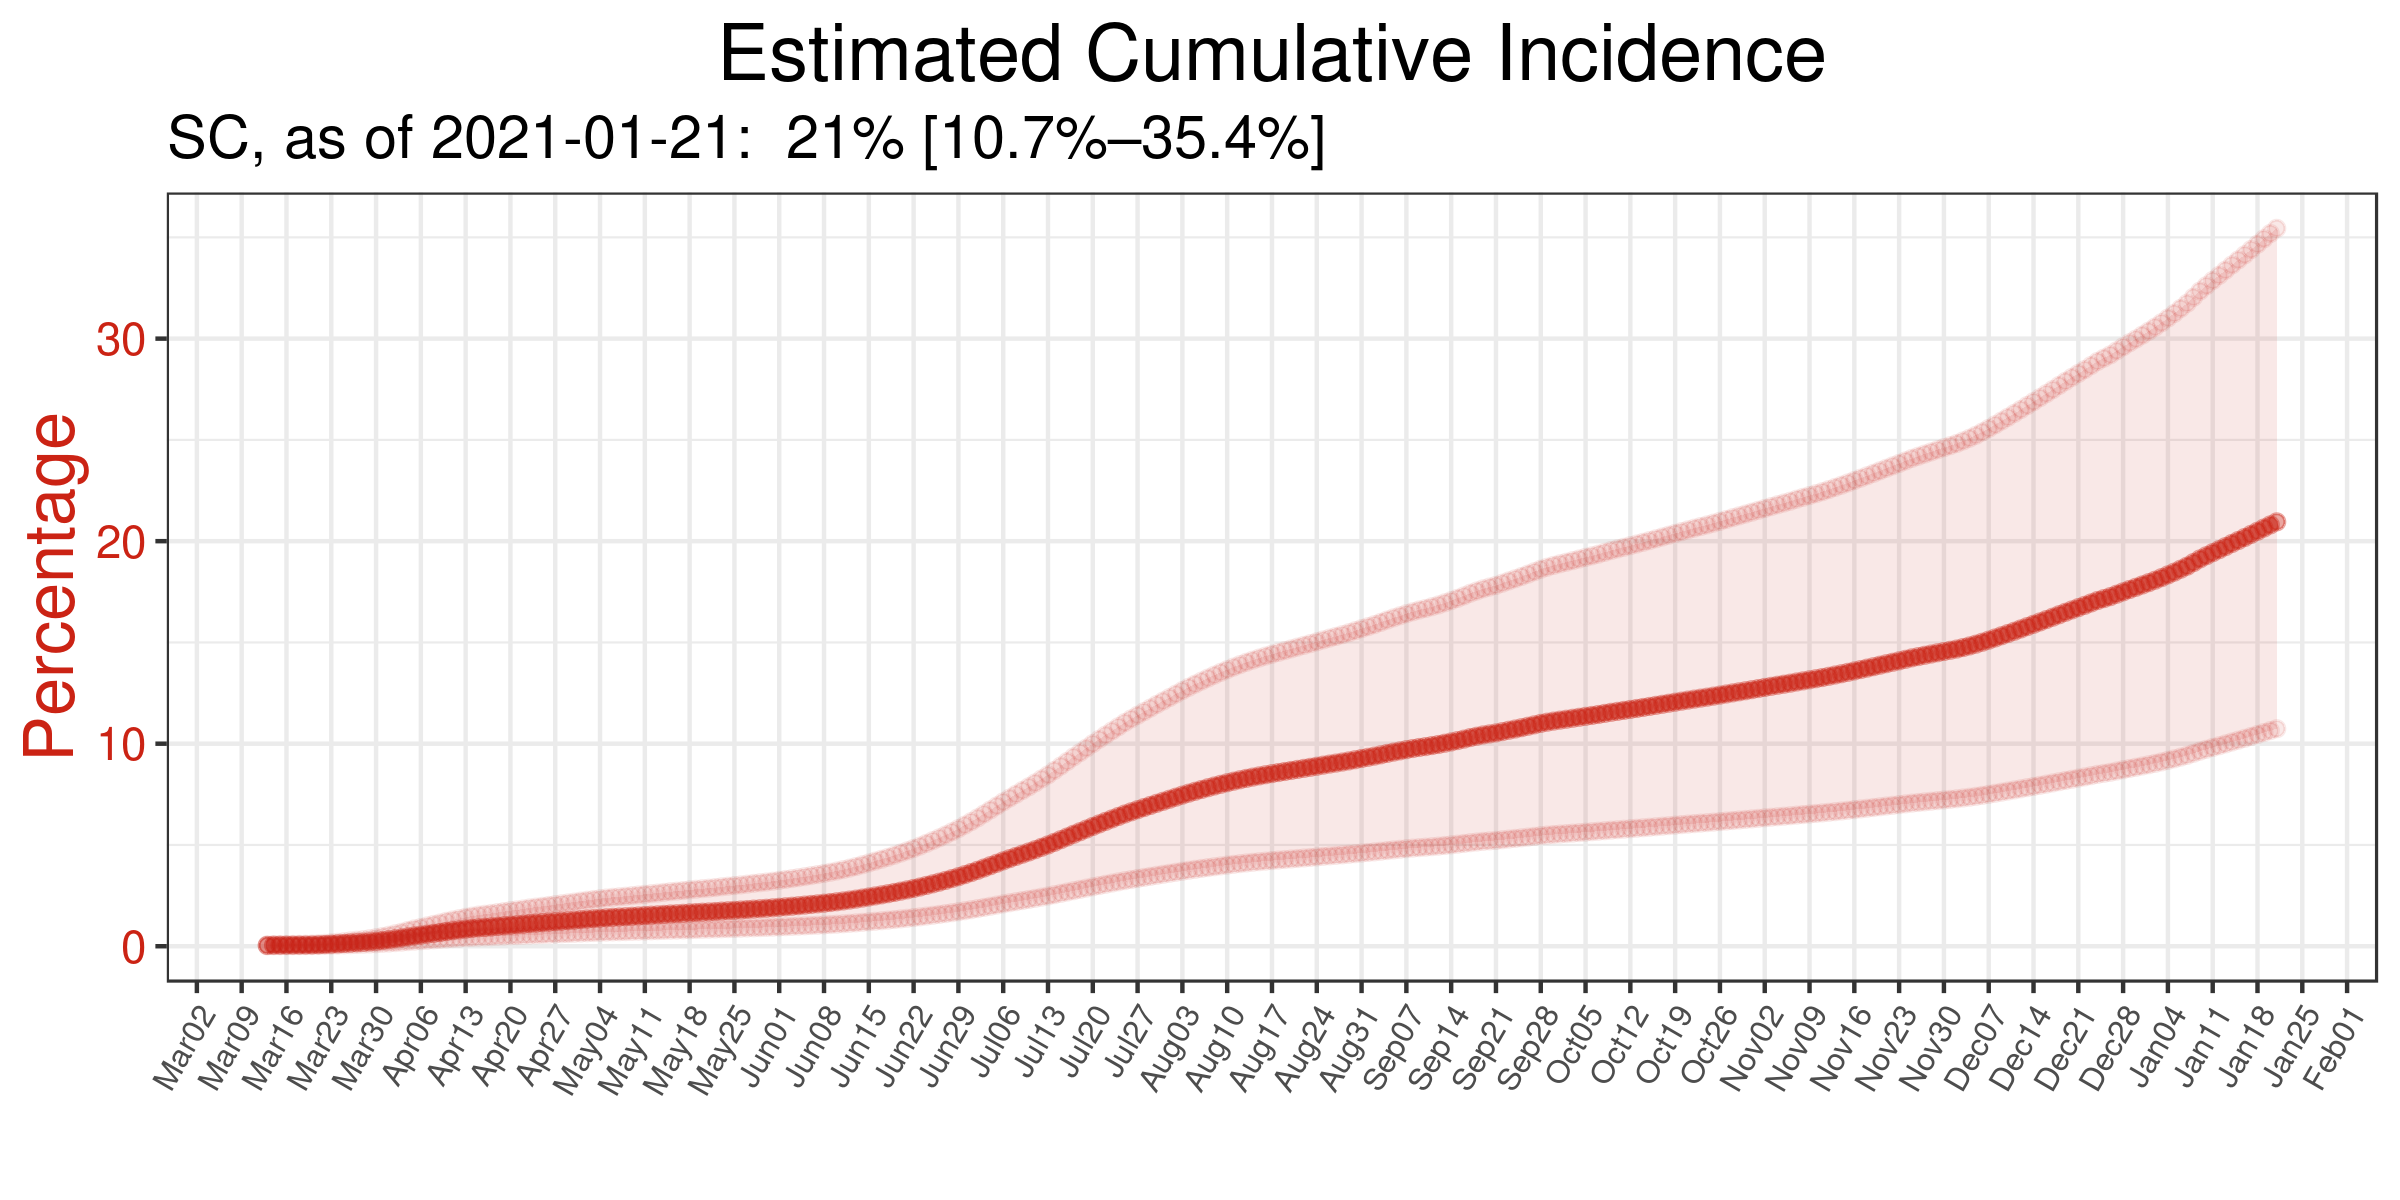 Estimated Cumulative Incidence
SC, as of 2021-01-21:  21% [10.7%–35.4%]
Percentage
30
20
10
0
Mar02
Mar09
Mar16
Mar23
Mar30
Apr06
Apr13
Apr20
Apr27
May04
May11
May18
May25
Jun01
Jun08
Jun15
Jun22
Jun29
Jul06
Jul13
Jul20
Jul27
Aug03
Aug10
Aug17
Aug24
Aug31
Sep07
Sep14
Sep21
Sep28
Oct05
Oct12
Oct19
Oct26
Nov02
Nov09
Nov16
Nov23
Nov30
Dec07
Dec14
Dec21
Dec28
Jan04
Jan11
Jan18
Jan25
Feb01